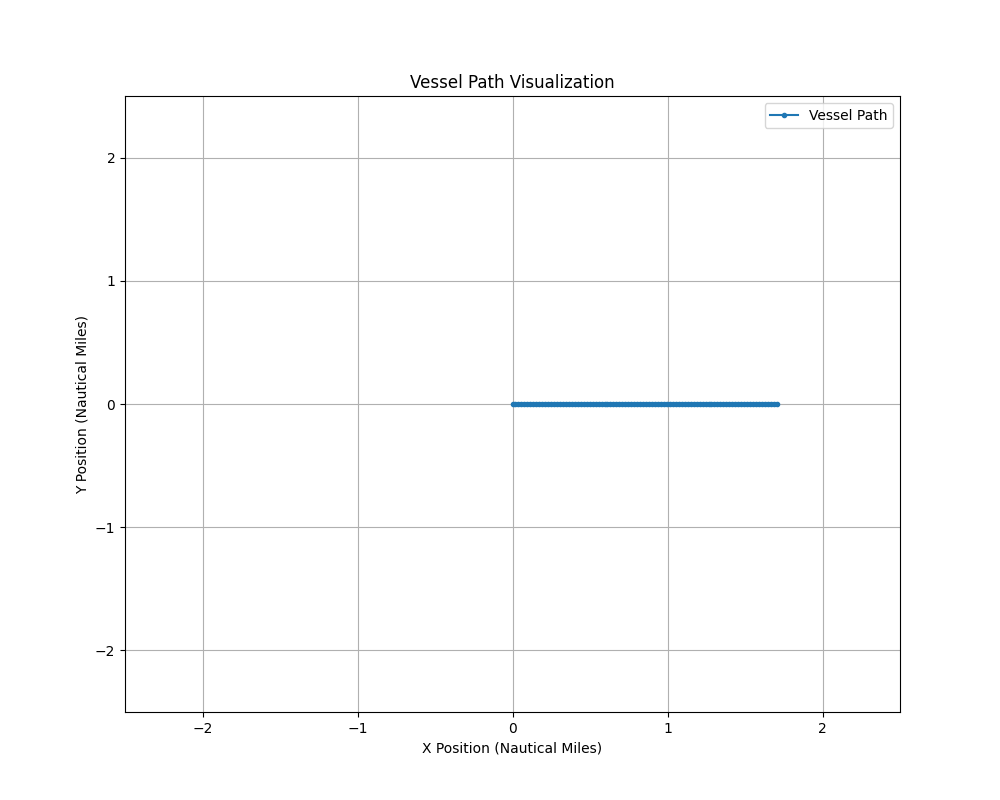 Vessel Path Visualization
Vessel Path
Y Position (Nautical Miles)
2
1
0
−1
−2
−2
−1
0
1
2
X Position (Nautical Miles)